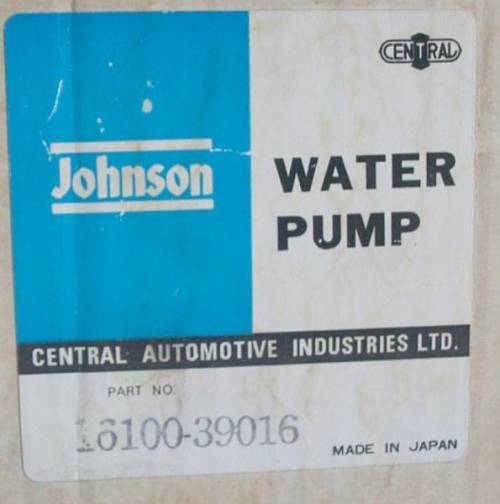 CENTRAL
Johnson
WATER
PUMP
CENTRAL AUTOMOTIVE INDUSTRIES LTD.
PART NO.
16100-39016
MADE IN JAPAN